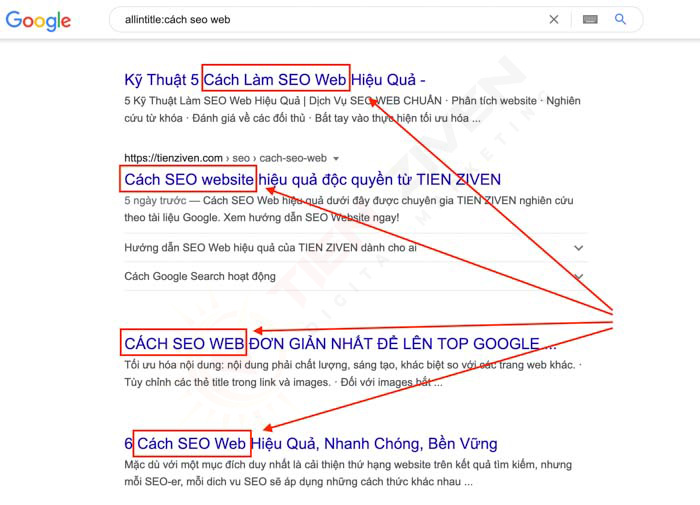 Google
allintitle:cách seo web
Kỹ Thuật 5 Cách Làm SEO Web Hiệu Quả -
5 Kỹ Thuật Làm SEO Web Hiệu Quả | Dịch Vụ SEO WEB CHUẨN · Phân tích website · Nghiên
cứu từ khóa · Đánh giá về các đối thủ · Bắt tay vào thực hiện tối ưu hóa ...
https://tienziven.com › seo › cach-seo-web
Cách SEO website hiệu quả độc quyền từ TIEN ZIVEN
5 ngày trước — Cách SEO Web hiệu quả dưới đây được chuyên gia TIEN ZIVEN nghiên cứu
theo tài liệu Google. Xem hướng dẫn SEO Website ngay!
Hướng dẫn SEO Web hiệu quả của TIEN ZIVEN dành cho ai
Cách Google Search hoạt động
CÁCH SEO WEB ĐƠN GIẢN NHẤT ĐỂ LÊN TOP GOOGLE ...
Tối ưu hóa nội dung: nội dung phải chất lượng, sáng tạo, khác biệt so với các trang web khác. ·
Tùy chỉnh các thẻ title trong link và images. · Đối với images bắt ...
6 Cách SEO Web Hiệu Quả, Nhanh Chóng, Bền Vững
Mặc dù với một mục đích duy nhất là cải thiện thứ hạng website trên kết quả tìm kiếm, nhưng
mỗi SEO-er, mỗi dich vu SEO sẽ áp dụng những cách thức khác nhau ...
TIEN ZIVEN
DIGITAL MARKETING